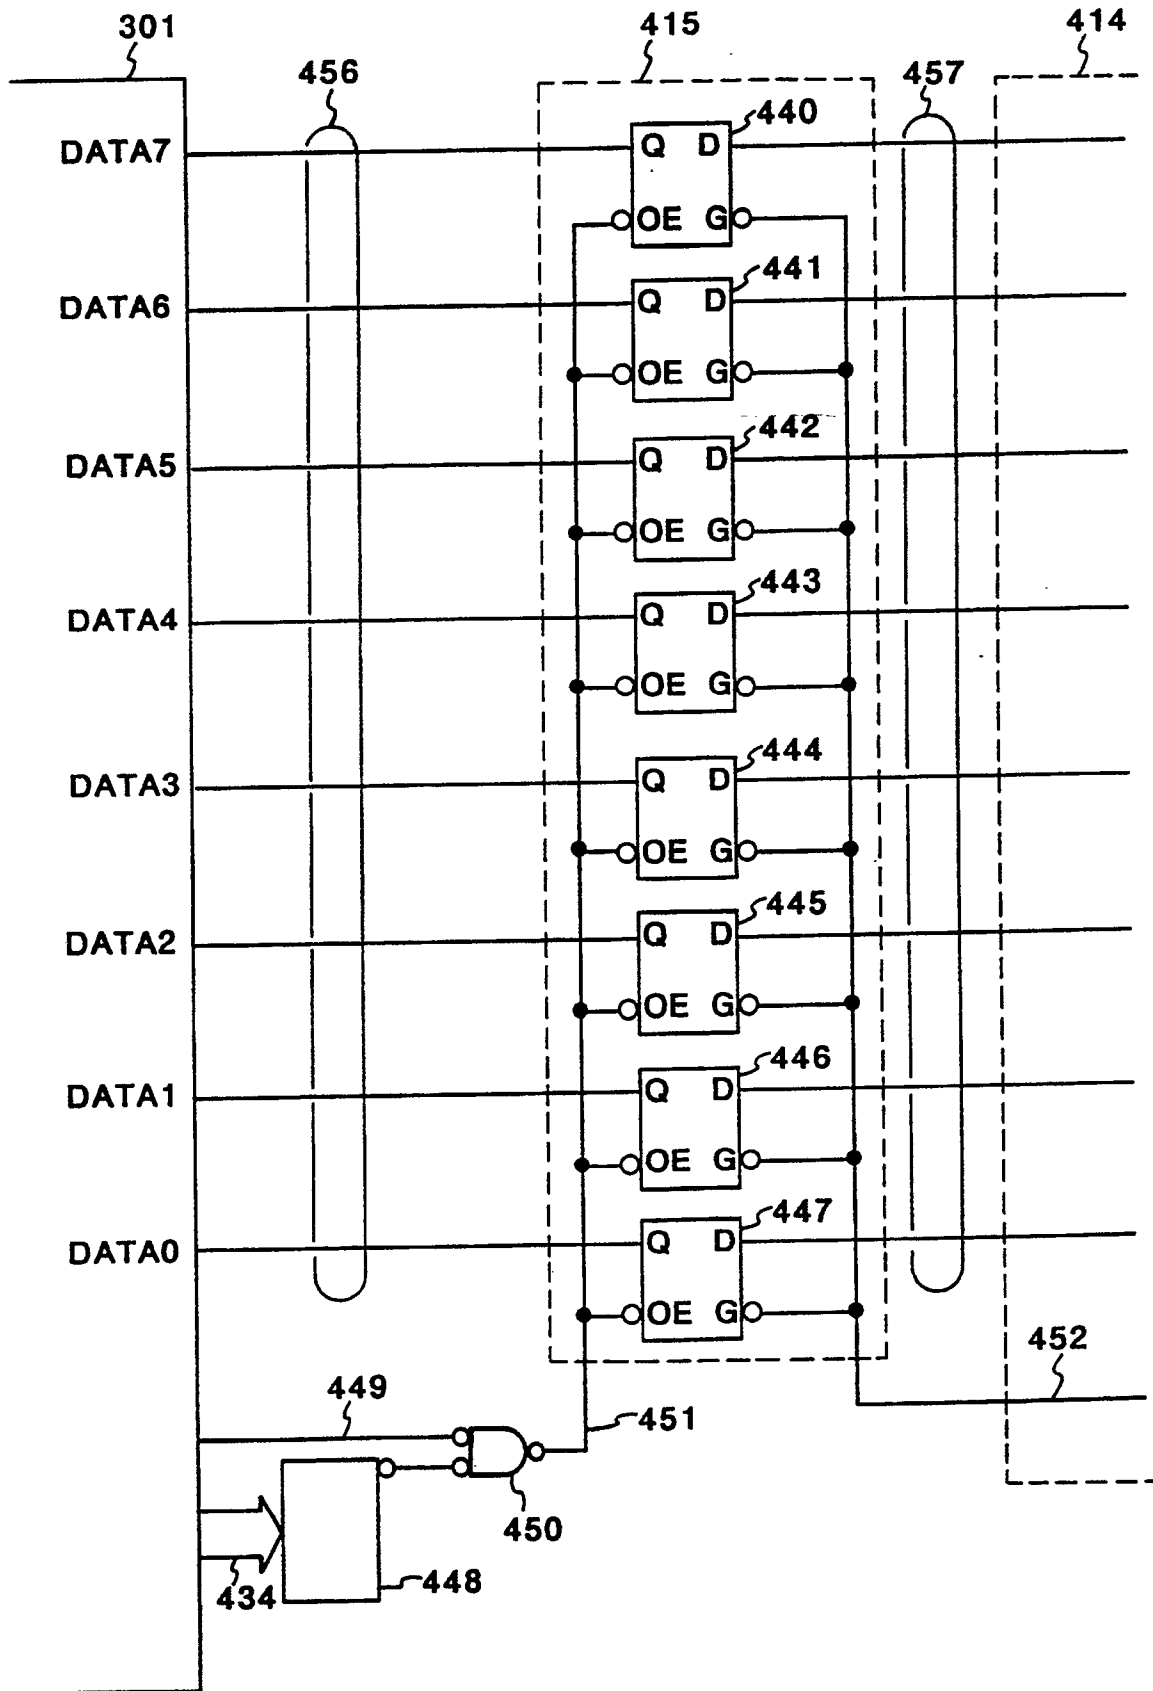 301
415
414
456
457
440
DATA7
Q D
OE G
441
DATA6
Q D
OE G
442
DATA5
Q D
OE G
443
DATA4
Q D
OE G
444
DATA3
Q D
OE G
445
DATA2
Q D
OE G
446
DATA1
Q D
OE G
447
DATA0
Q D
OE G
452
449
451
450
434
448